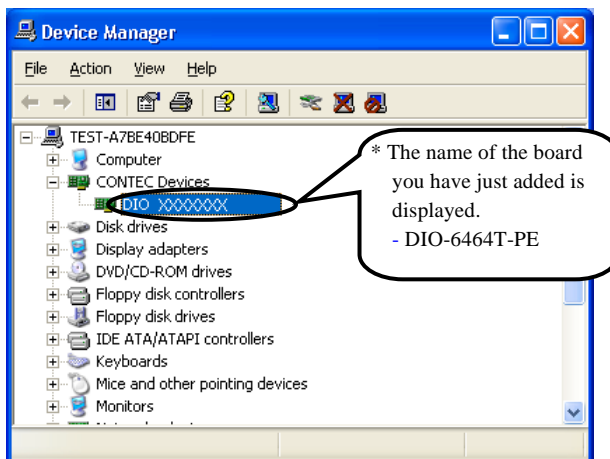 Device Manager
File Action View Help
TEST-A7BE40BDFE
Computer
CONTEC Devices
DIO XXXXXXXX
Disk drives
Display adapters
DVD/CD-ROM drives
Floppy disk controllers
Floppy disk drives
IDE ATA/ATAPI controllers
Keyboards
Mice and other pointing devices
Monitors
* The name of the board
you have just added is
displayed.
- DIO-6464T-PE